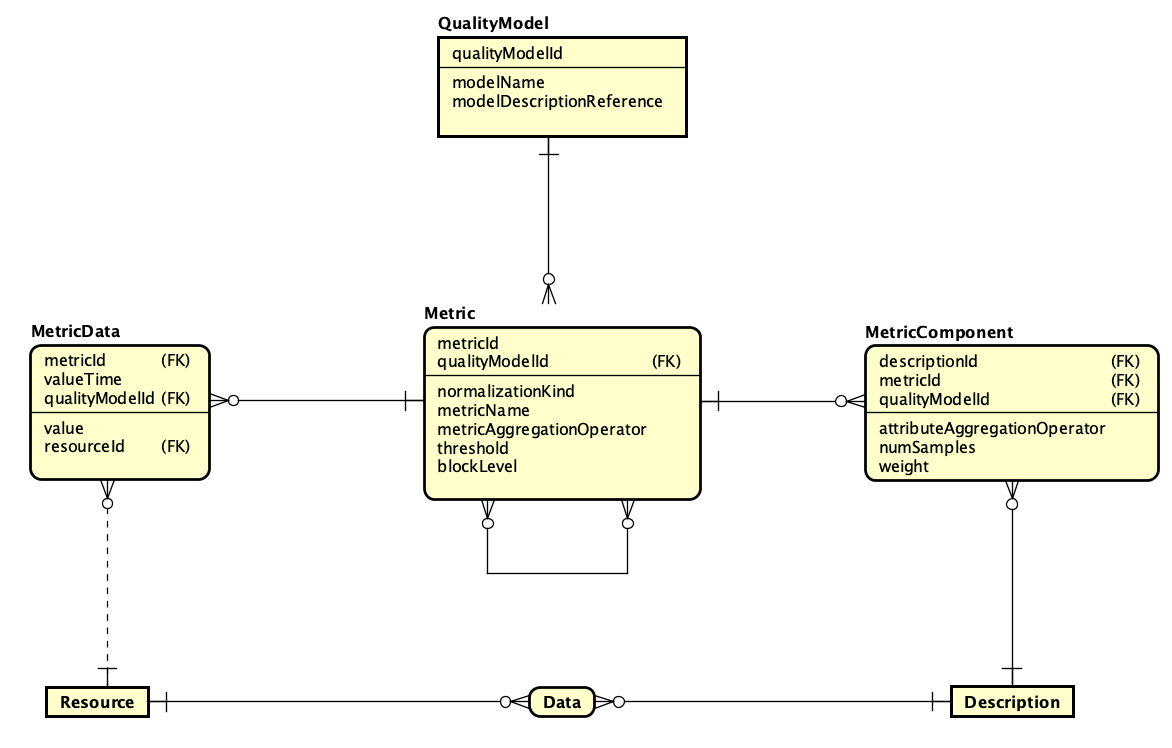 QualityModel
qualityModelId
modelName
modelDescriptionReference
MetricData
metricId (FK)
valueTime
qualityModelId (FK)
value
resourceId (FK)
Metric
metricId
qualityModelId (FK)
normalizationKind
metricName
metricAggregationOperator
threshold
blockLevel
MetricComponent
descriptionId (FK)
metricId (FK)
qualityModelId (FK)
attributeAggregationOperator
numSamples
weight
Resource
Data
Description